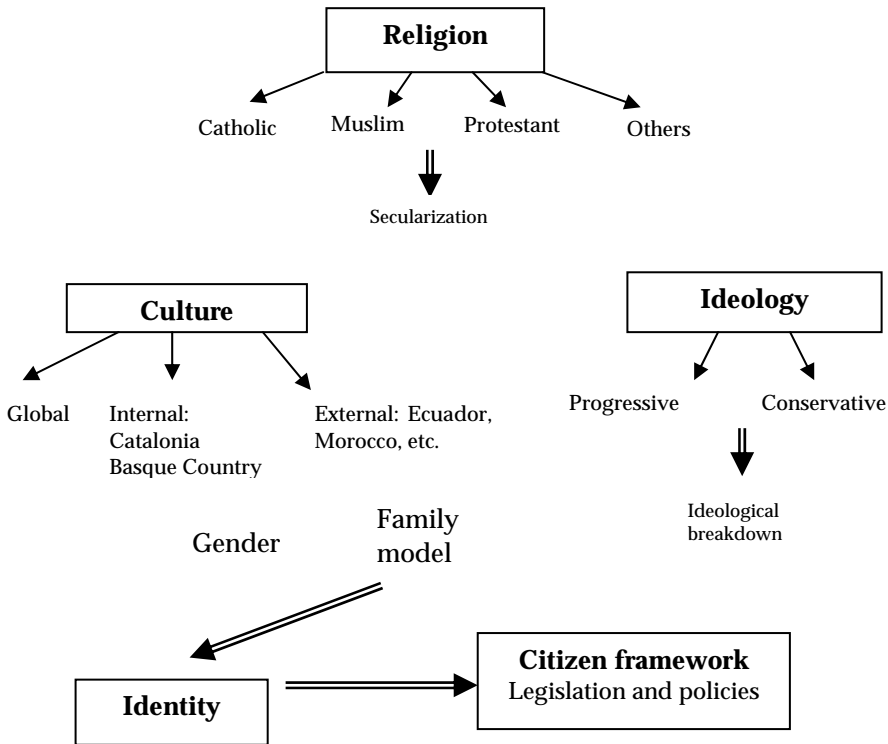 Religion
Catholic Muslim Protestant Others
Secularization
Culture
Ideology
Global
Internal:
Catalonia
Basque Country
External: Ecuador,
Morocco, etc.
Progressive Conservative
Ideological
breakdown
Gender
Family
model
Identity
Citizen framework
Legislation and policies